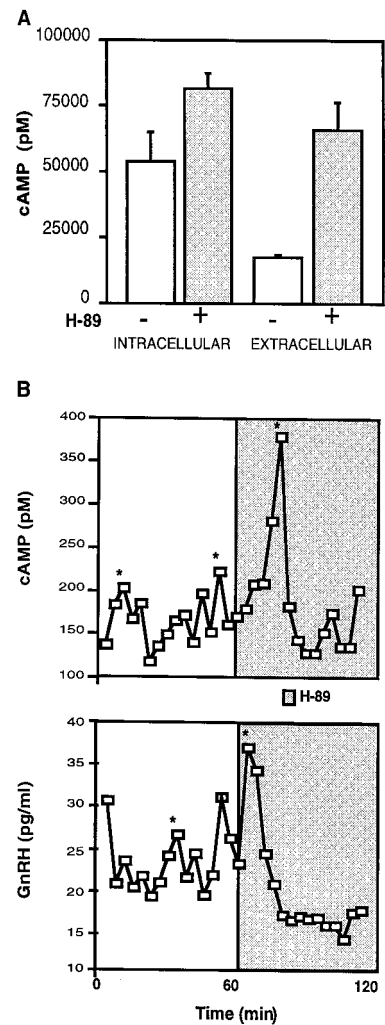 A
100000
75000
50000
25000
0
cAMP (pM)
H-89 - + - +
INTRACELLULAR EXTRACELLULAR
B
400
350
300
250
200
150
100
cAMP (pM)
* * *
H-89
40
35
30
25
20
15
10
GnRH (pg/ml)
* *
0 60 120
Time (min)